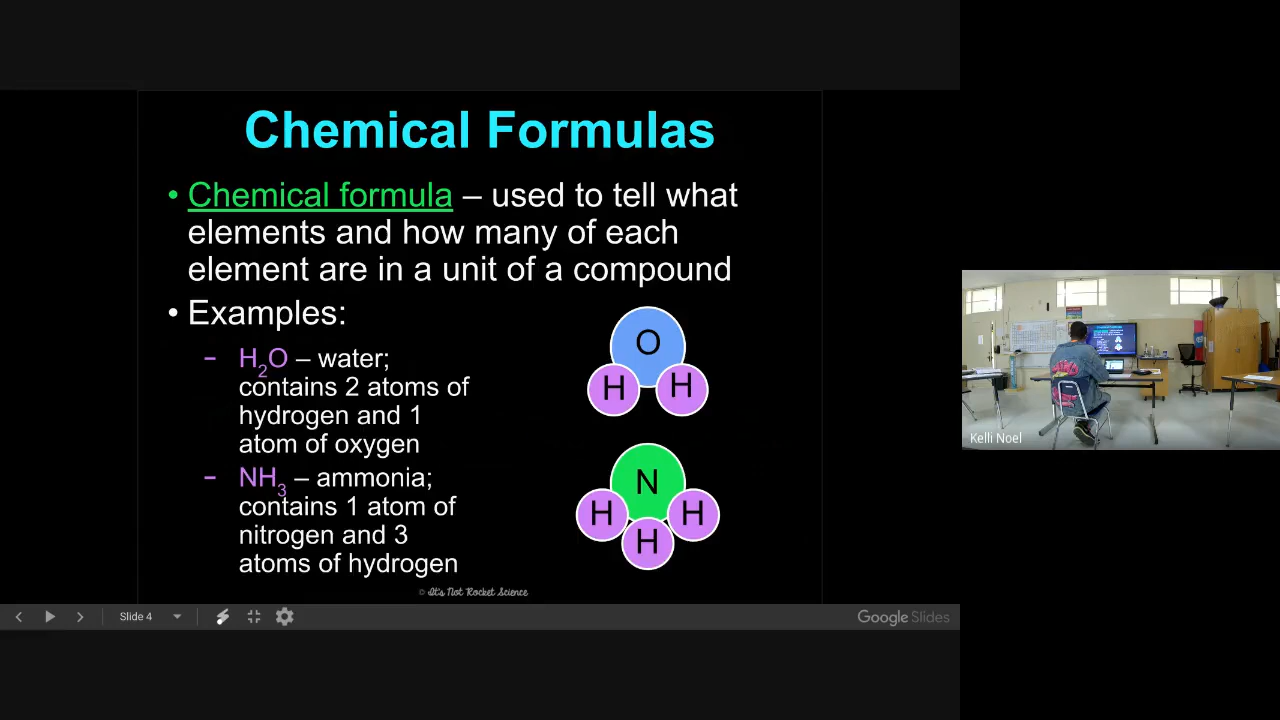 Chemical Formulas
• Chemical formula – used to tell what
elements and how many of each
element are in a unit of a compound
• Examples:
– H₂O – water;
contains 2 atoms of
hydrogen and 1
atom of oxygen
– NH₃ – ammonia;
contains 1 atom of
nitrogen and 3
atoms of hydrogen
O
H H
N
H H
H
© It's Not Rocket Science
Slide 4
Google Slides
Kelli Noel